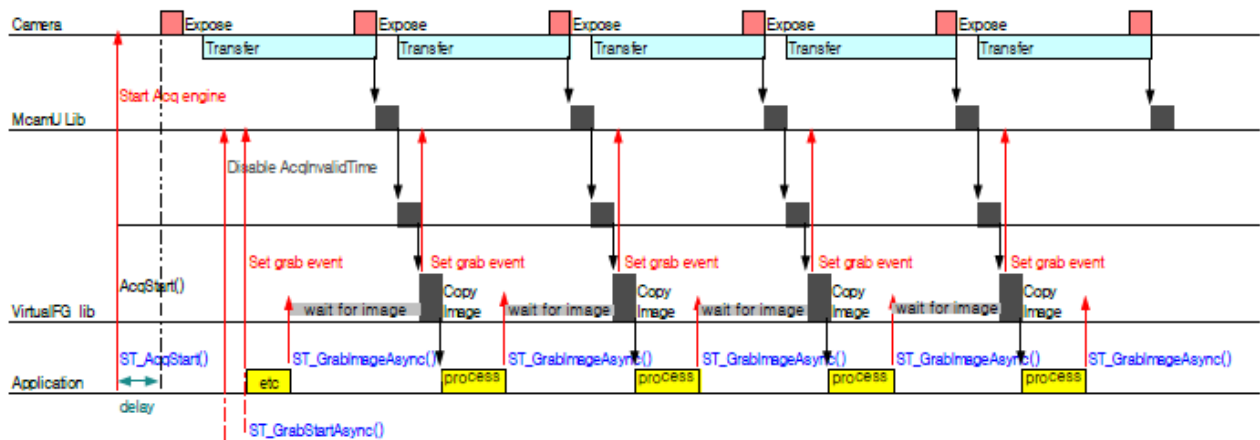 Camera
Expose Expose Expose Expose Expose
Transfer Transfer Transfer Transfer Transfer
Start Acq engine
McamU Lib
Disable AcqInvalidTime
Set grab event Set grab event Set grab event Set grab event Set grab event
AcqStart()
Copy Copy Copy Copy
VirtualFG lib
wait for image wait for image wait for image wait for image
Image Image Image Image
ST_AcqStart() ST_GrabImageAsync() ST_GrabImageAsync() ST_GrabImageAsync() ST_GrabImageAsync() ST_GrabImageAsync()
Application
etc process process process process
delay
ST_GrabStartAsync()